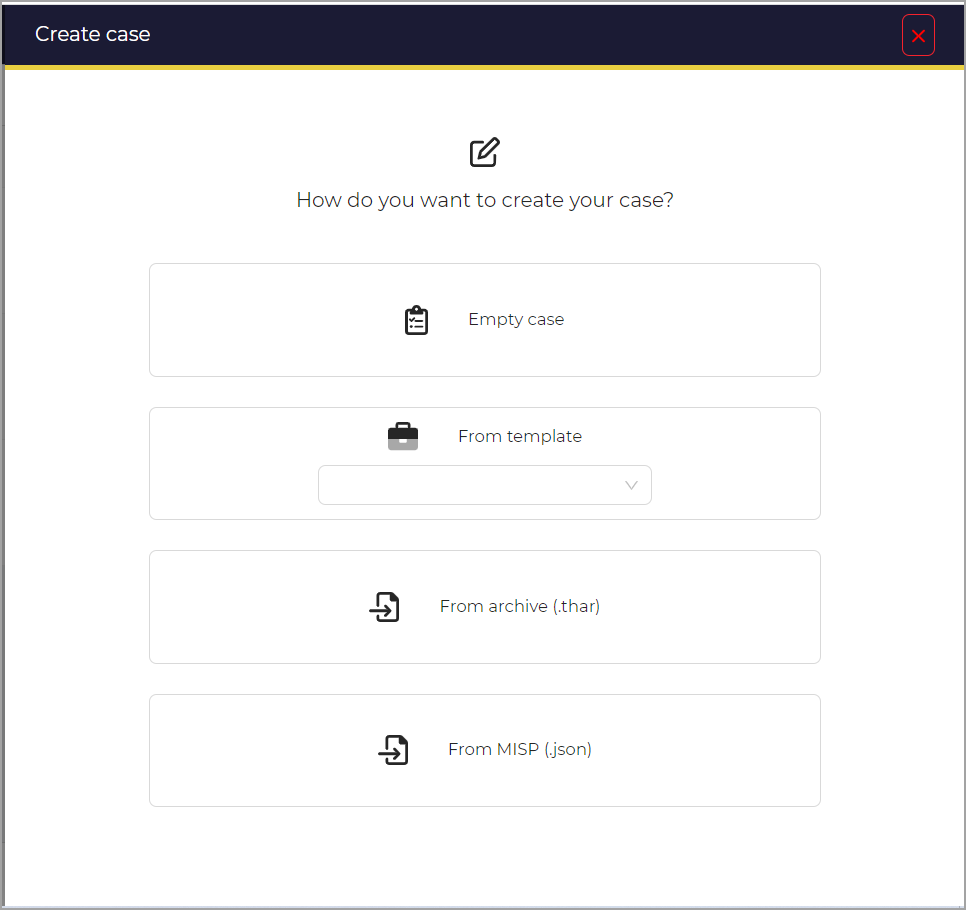 Create case
How do you want to create your case?
Empty case
From template
From archive (.thar)
From MISP (.json)